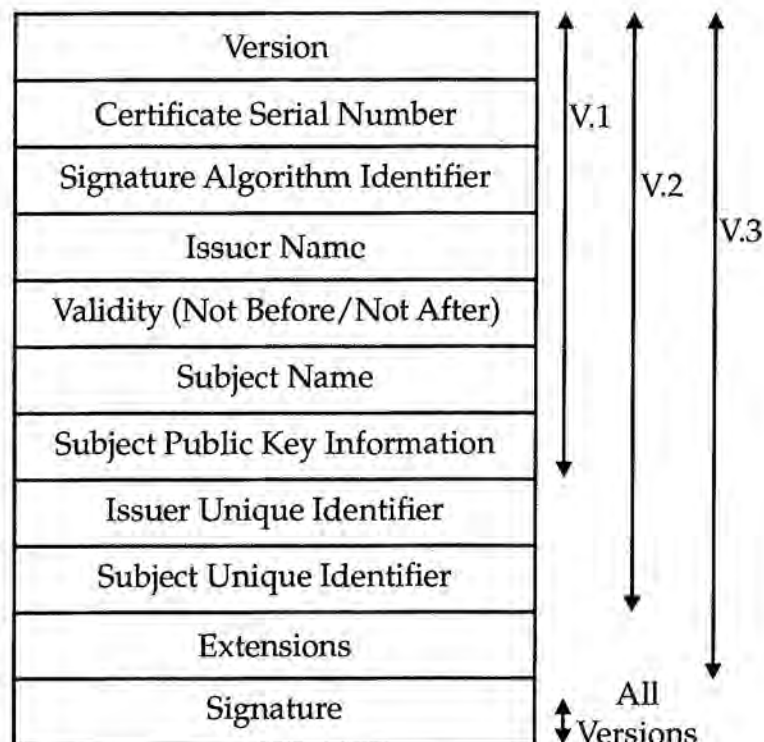 Version
Certificate Serial Number
V.1
Signature Algorithm Identifier
V.2
Issuer Name
V.3
Validity (Not Before/Not After)
Subject Name
Subject Public Key Information
Issuer Unique Identifier
Subject Unique Identifier
Extensions
Signature
All
Versions